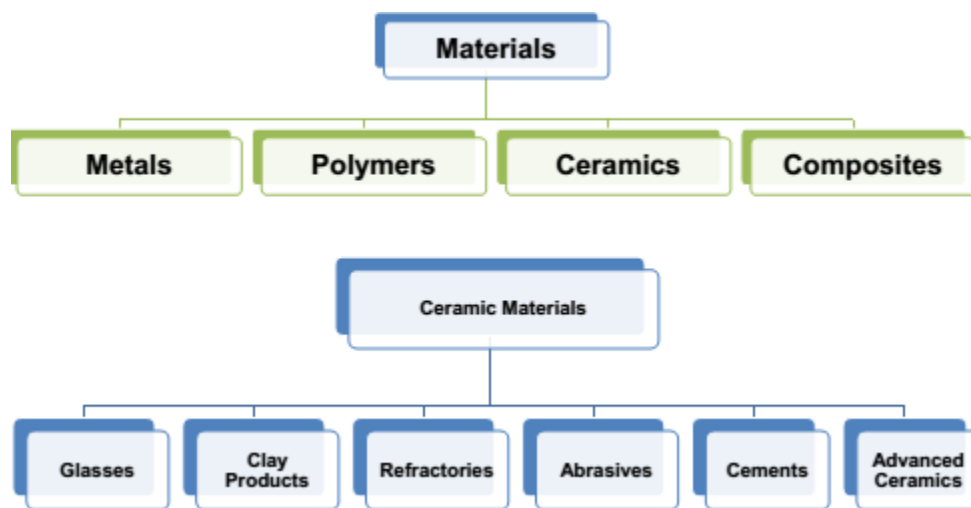 Materials
Metals
Polymers
Ceramics
Composites
Ceramic Materials
Glasses
Clay
Products
Refractories
Abrasives
Cements
Advanced
Ceramics